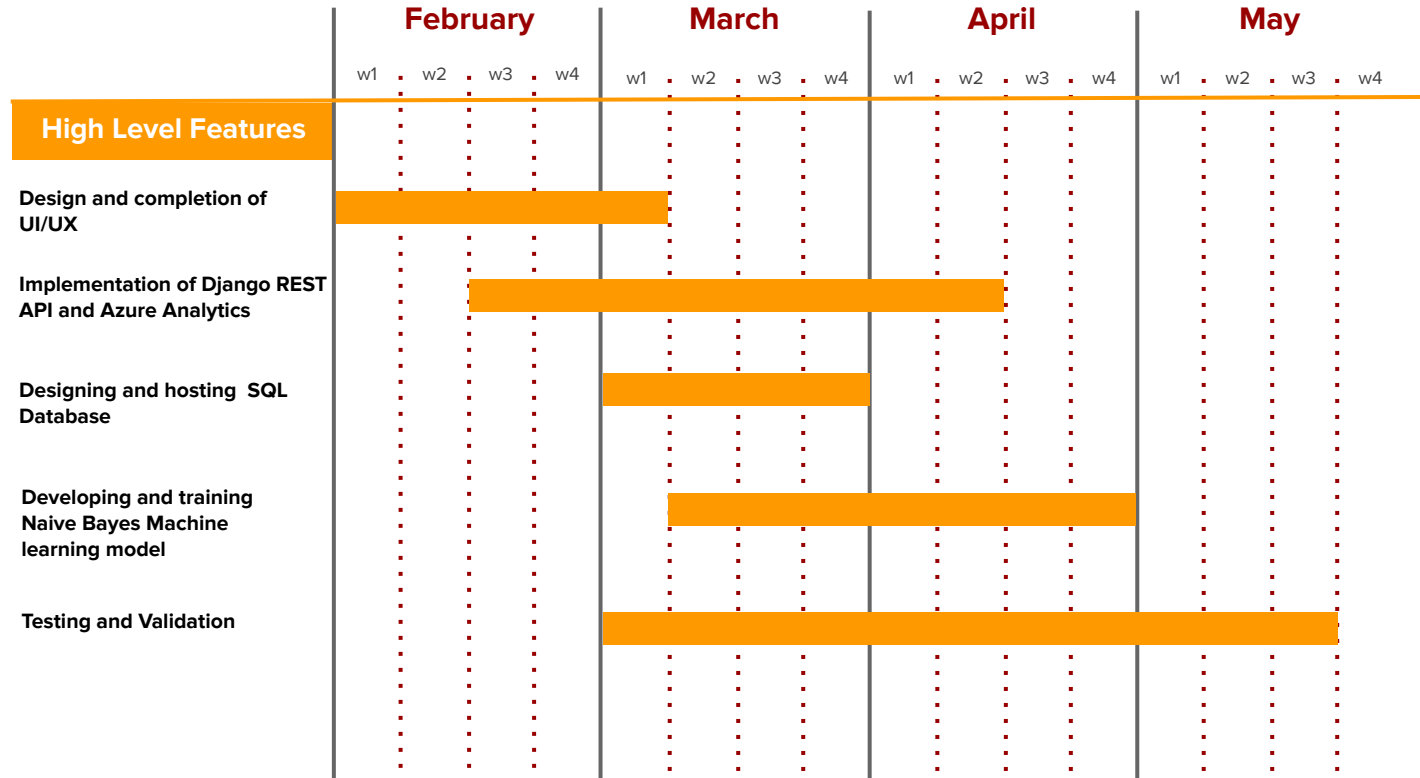 February March April May
w1 w2 w3 w4 w1 w2 w3 w4 w1 w2 w3 w4 w1 w2 w3 w4
High Level Features
Design and completion of
UI/UX
Implementation of Django REST
API and Azure Analytics
Designing and hosting SQL
Database
Developing and training
Naive Bayes Machine
learning model
Testing and Validation